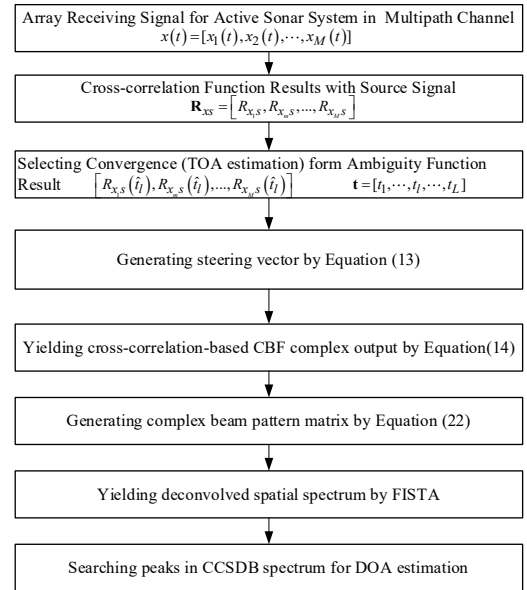 Array Receiving Signal for Active Sonar System in Multipath Channel
x(t)=[x₁(t),x₂(t),⋯,x_M(t)]
Cross-correlation Function Results with Source Signal
R_{xs} = [R_{x₁s},R_{x_ms},...,R_{x_Ms}]
Selecting Convergence (TOA estimation) form Ambiguity Function
Result [R_{x₁s}(t̂_l),R_{x_ms}(t̂_l),...,R_{x_Ms}(t̂_l)] t=[t₁,⋯,t_l,⋯,t_L]
Generating steering vector by Equation (13)
Yielding cross-correlation-based CBF complex output by Equation(14)
Generating complex beam pattern matrix by Equation (22)
Yielding deconvolved spatial spectrum by FISTA
Searching peaks in CCSDB spectrum for DOA estimation